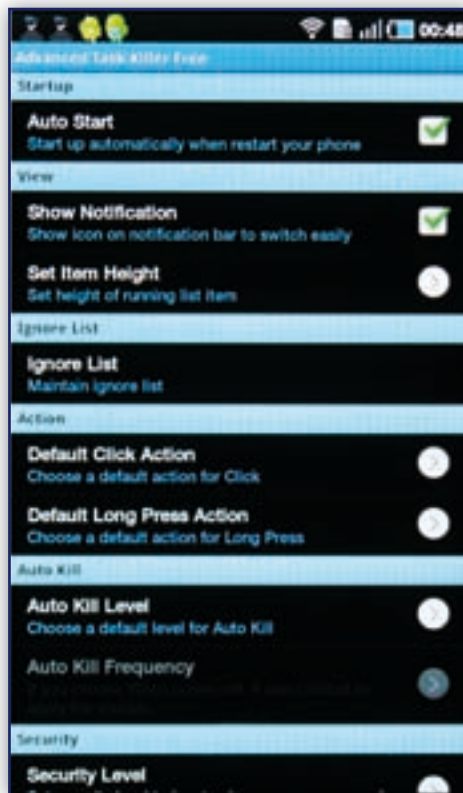 00:48
Advanced Task Killer Free
Startup
Auto Start
Start up automatically when restart your phone
View
Show Notification
Show icon on notification bar to switch easily
Set Item Height
Set height of running list item
Ignore List
Ignore List
Maintain ignore list
Action
Default Click Action
Choose a default action for Click
Default Long Press Action
Choose a default action for Long Press
Auto Kill
Auto Kill Level
Choose a default level for Auto Kill
Auto Kill Frequency
Security
Security Level